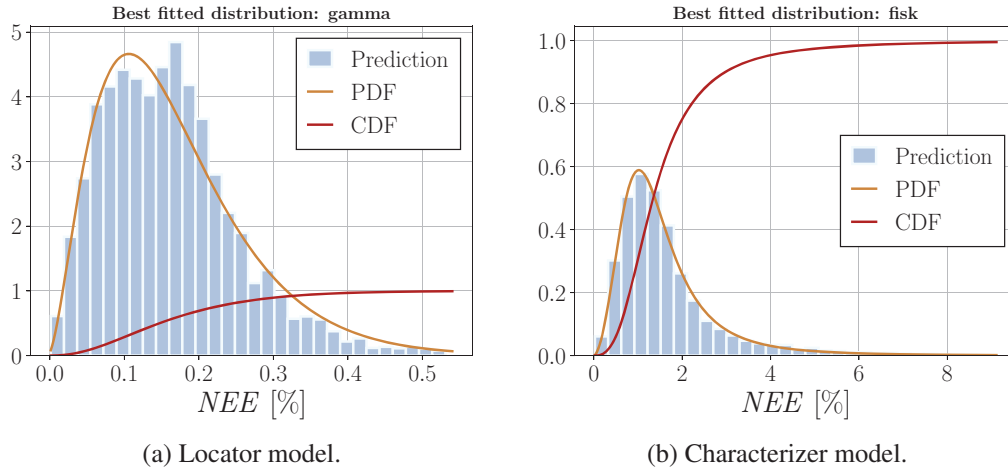 Best fitted distribution: gamma
5
4
3
2
1
0
Prediction
PDF
CDF
0.0 0.1 0.2 0.3 0.4 0.5
NEE [%]
(a) Locator model.
Best fitted distribution: fisk
1.0
0.8
0.6
0.4
0.2
0.0
Prediction
PDF
CDF
0 2 4 6 8
NEE [%]
(b) Characterizer model.